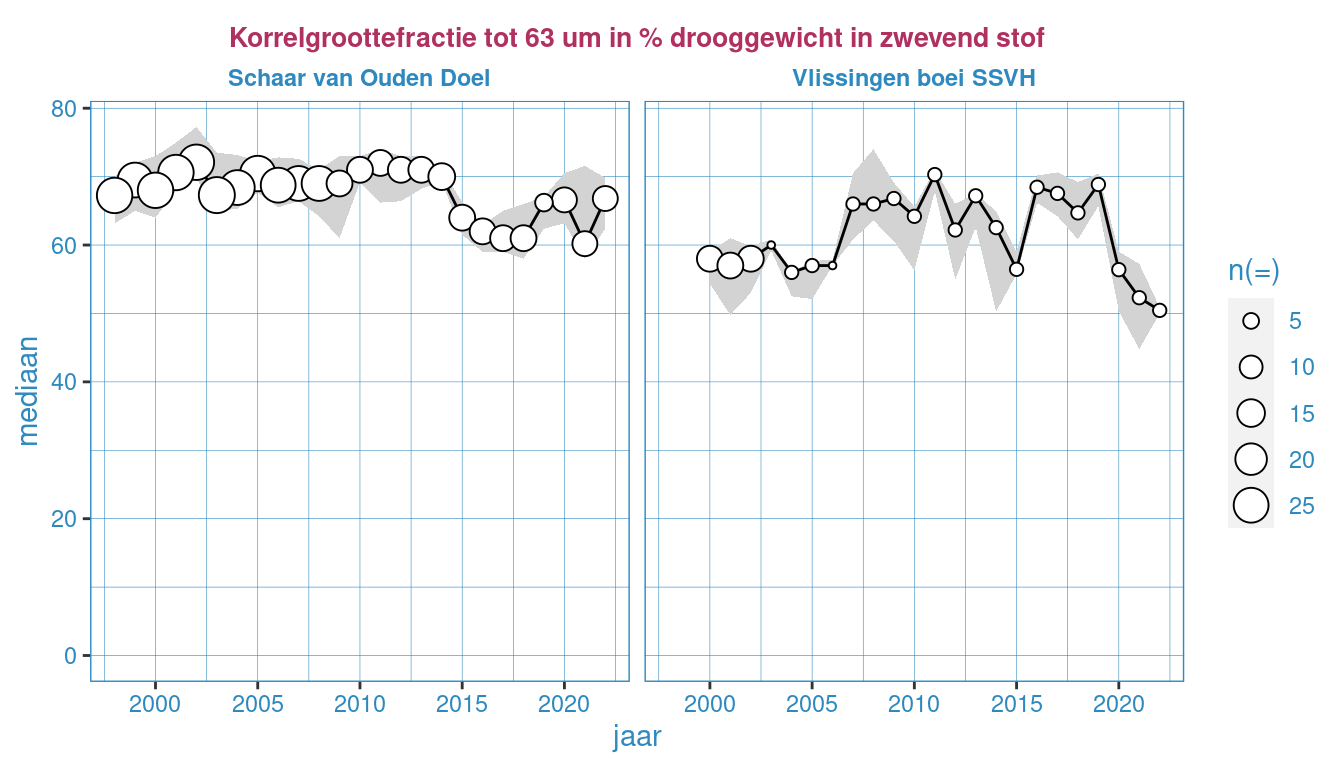 Korrelgroottefractie tot 63 um in % drooggewicht in zwevend stof
Schaar van Ouden Doel
Vlissingen boei SSVH
80
60
40
20
0
mediaan
2000 2005 2010 2015 2020
2000 2005 2010 2015 2020
jaar
n(=)
5
10
15
20
25